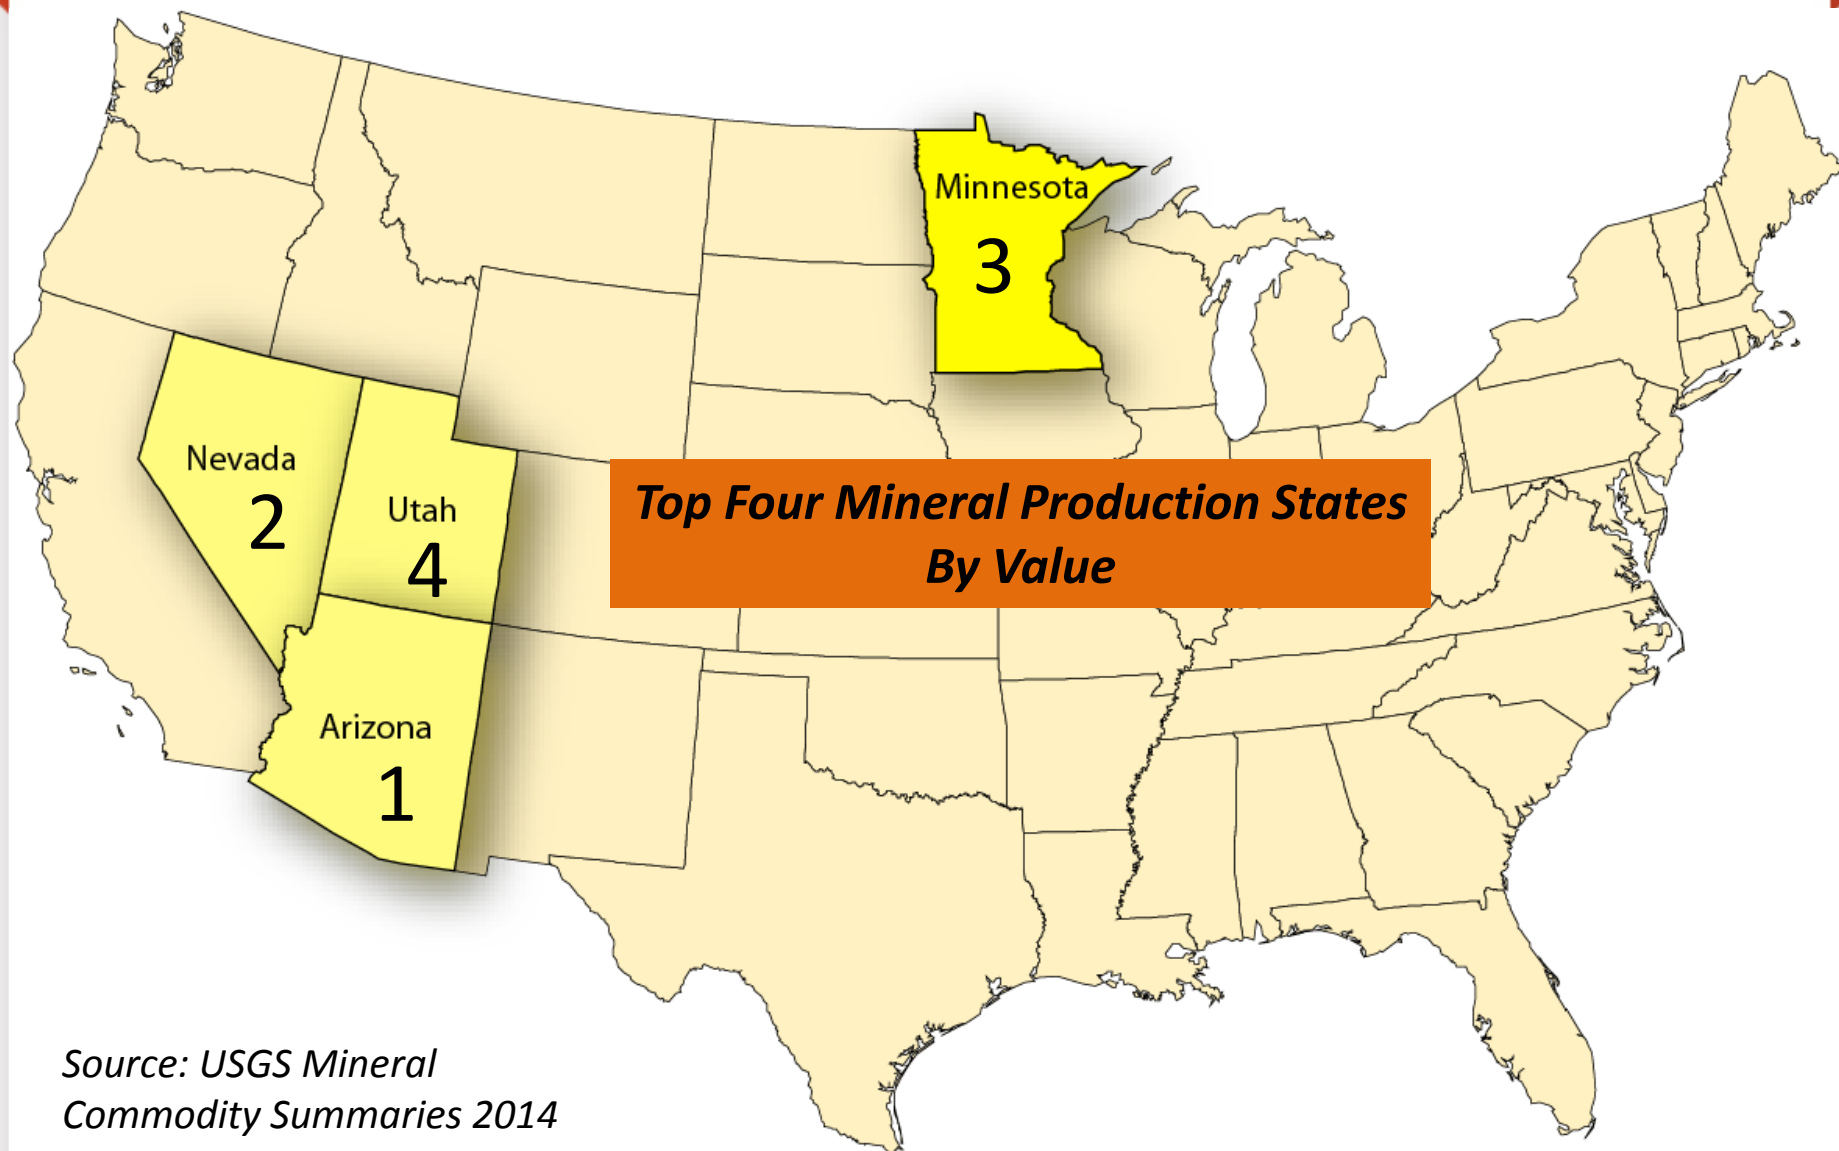 Minnesota
3
Nevada
2
Utah
4
Top Four Mineral Production States
By Value
Arizona
1
Source: USGS Mineral
Commodity Summaries 2014